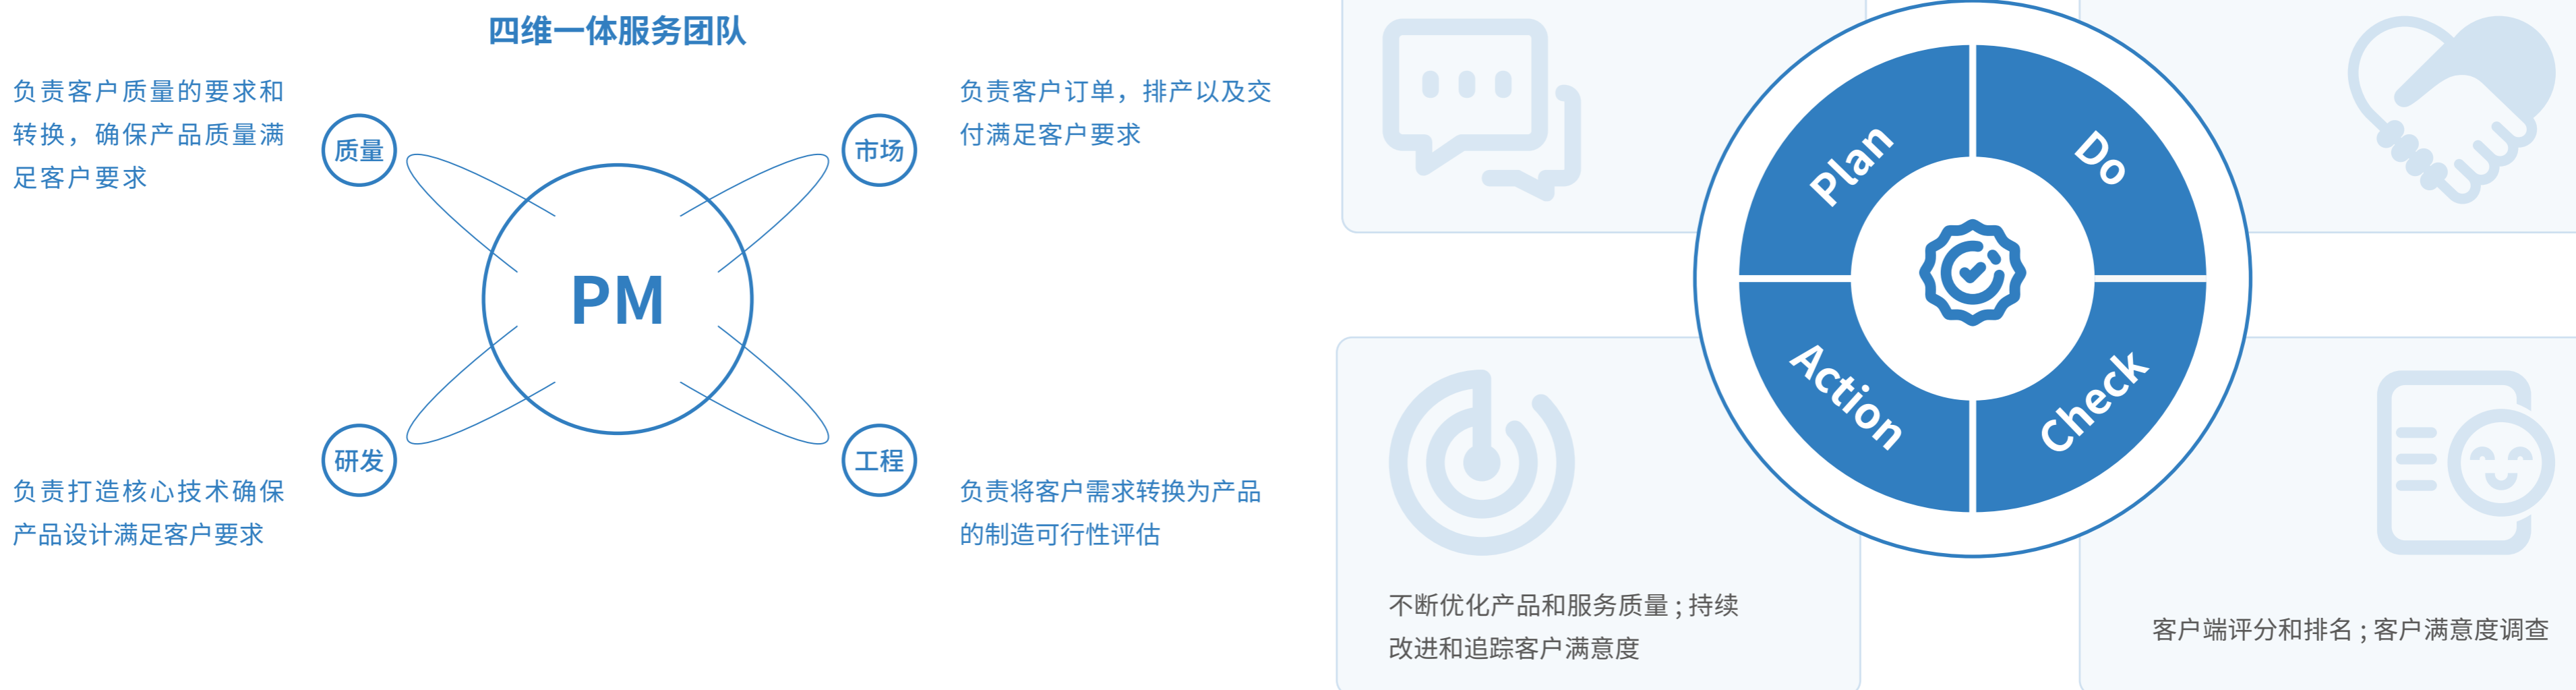 四维一体服务团队
负责客户质量的要求和
转换，确保产品质量满
足客户要求
质量
市场
负责客户订单，排产以及交
付满足客户要求
PM
研发
工程
负责打造核心技术确保
产品设计满足客户要求
负责将客户需求转换为产品
的制造可行性评估
Plan
Do
Action
Check
不断优化产品和服务质量；持续
改进和追踪客户满意度
客户端评分和排名；客户满意度调查